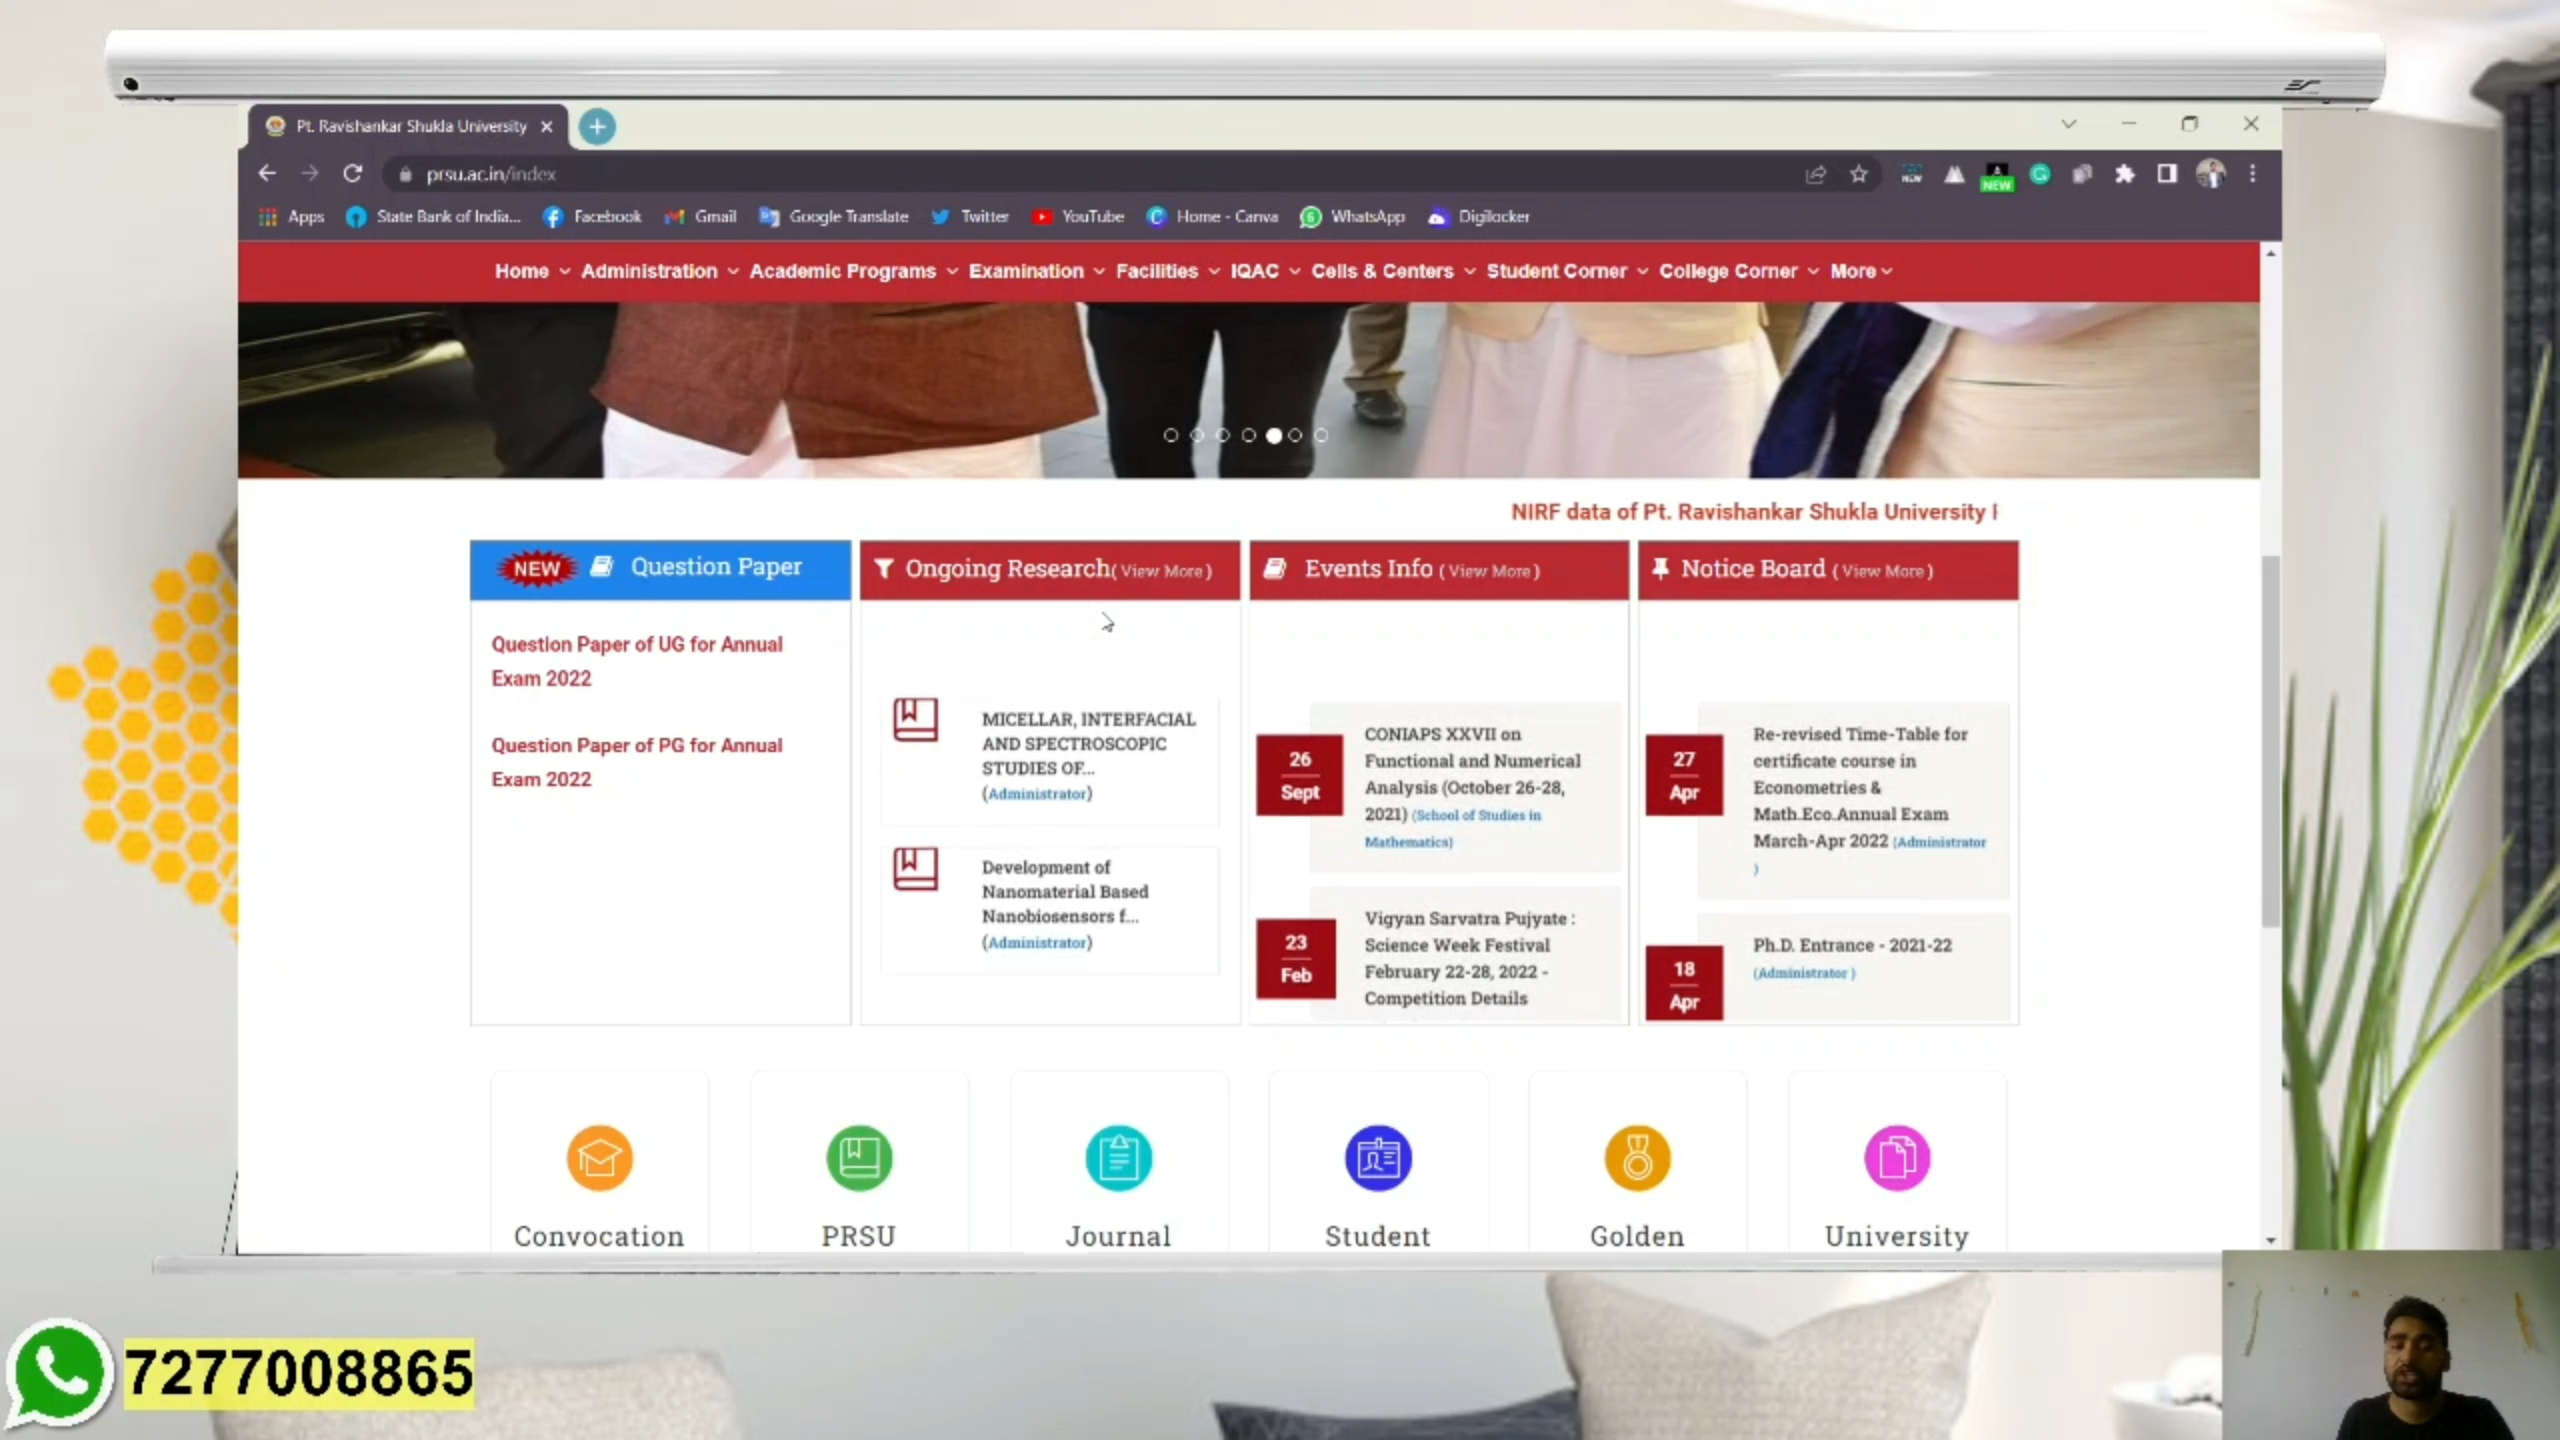 Pt. Ravishankar Shukla University
prsu.ac.in/index
NEW
NEW
Apps State Bank of India... Facebook Gmail Google Translate Twitter YouTube Home - Canva WhatsApp Digilocker
Home Administration Academic Programs Examination Facilities IQAC Cells & Centers Student Corner College Corner More
NIRF data of Pt. Ravishankar Shukla University
NEW Question Paper
Question Paper of UG for Annual
Exam 2022
Question Paper of PG for Annual
Exam 2022
Ongoing Research( View More )
MICELLAR, INTERFACIAL
AND SPECTROSCOPIC
STUDIES OF...
(Administrator)
Development of
Nanomaterial Based
Nanobiosensors f...
(Administrator)
Events Info ( View More )
26
Sept
CONIAPS XXVII on
Functional and Numerical
Analysis (October 26-28,
2021) (School of Studies in
Mathematics)
23
Feb
Vigyan Sarvatra Pujyate :
Science Week Festival
February 22-28, 2022 -
Competition Details
Notice Board ( View More )
27
Apr
Re-revised Time-Table for
certificate course in
Econometries &
Math.Eco.Annual Exam
March-Apr 2022 (Administrator
)
18
Apr
Ph.D. Entrance - 2021-22
(Administrator )
Convocation PRSU Journal Student Golden University
7277008865